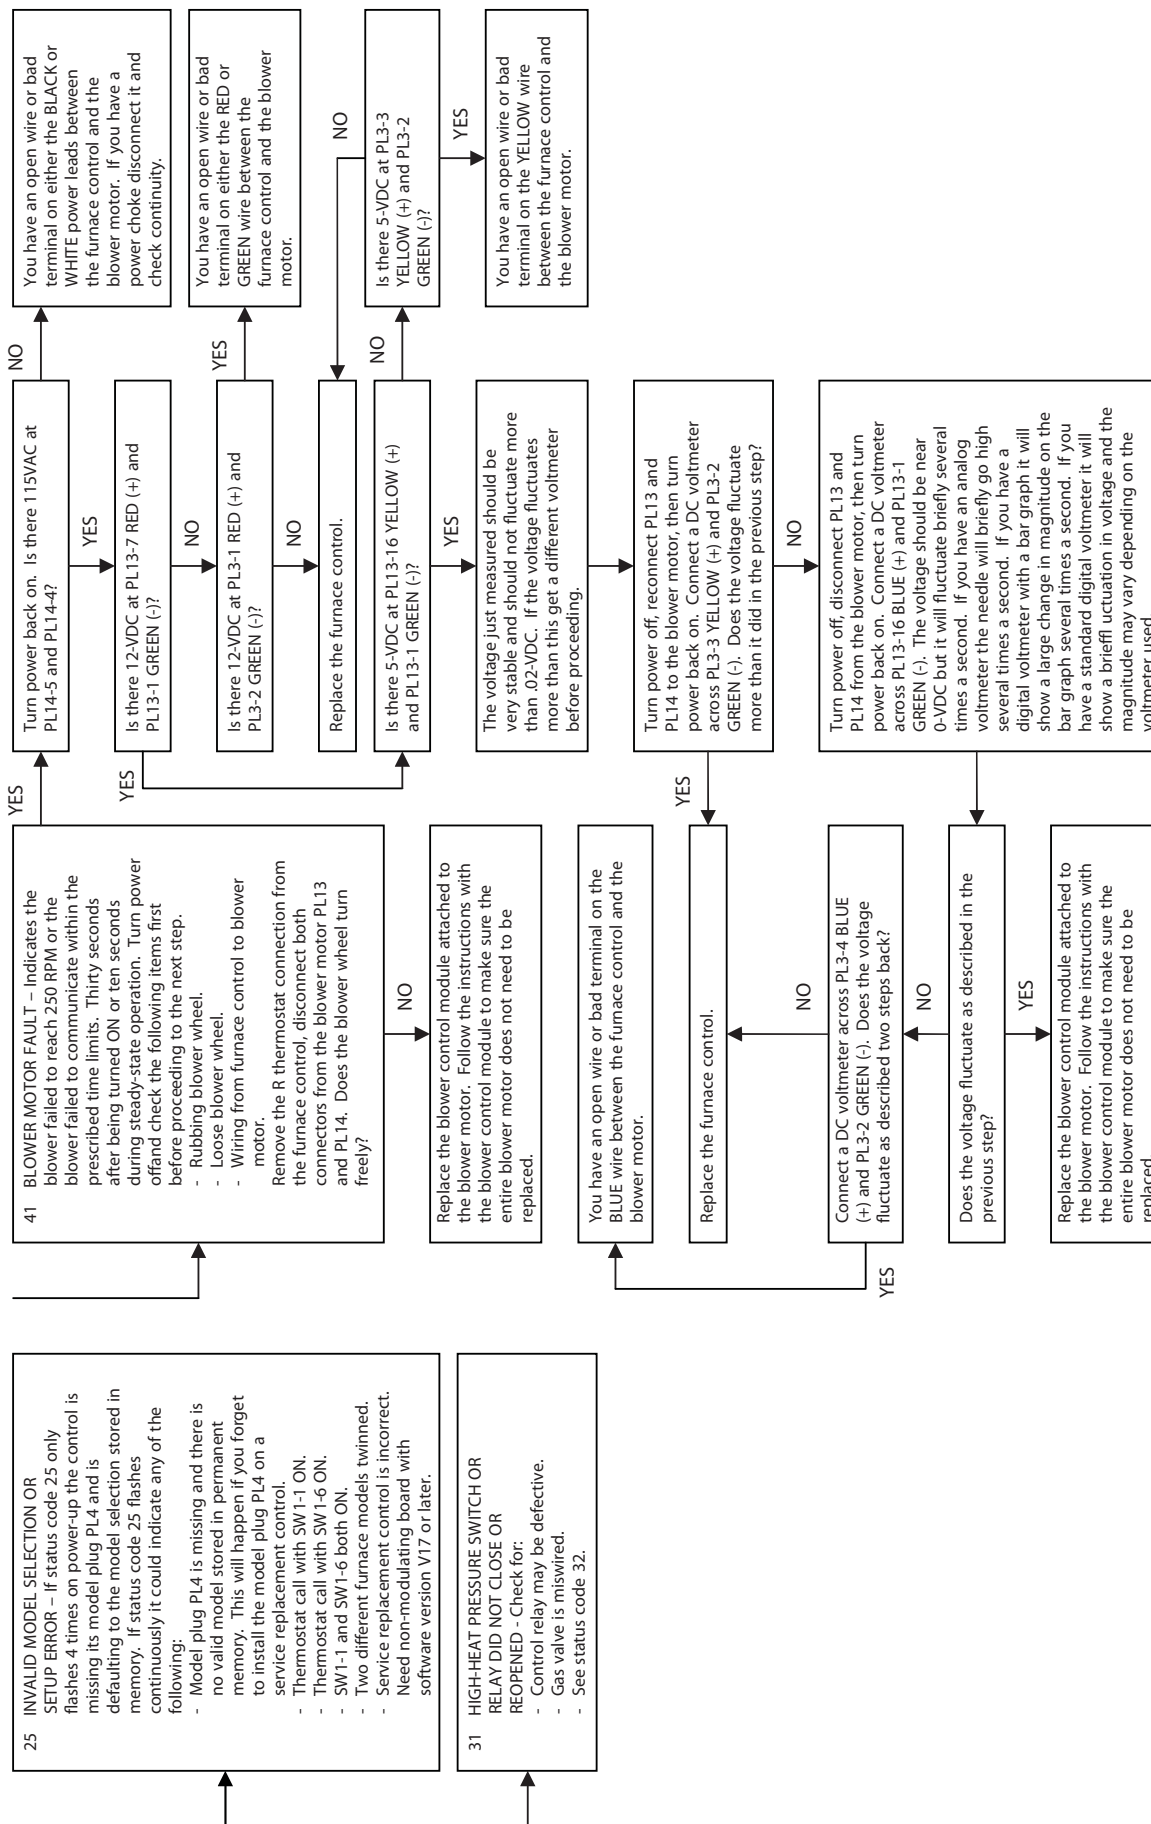 25 INVALID MODEL SELECTION OR
SETUP ERROR – If status code 25 only
flashes 4 times on power-up the control is
missing its model plug PL4 and is
defaulting to the model selection stored in
memory. If status code 25 flashes
continuously it could indicate any of the
following:
- Model plug PL4 is missing and there is
no valid model stored in permanent
memory. This will happen if you forget
to install the model plug PL4 on a
service replacement control.
- Thermostat call with SW1-1 ON.
- Thermostat call with SW1-6 ON.
- SW1-1 and SW1-6 both ON.
- Two different furnace models twinned.
- Service replacement control is incorrect.
Need non-modulating board with
software version V17 or later.
31 HIGH-HEAT PRESSURE SWITCH OR
RELAY DID NOT CLOSE OR
REOPENED - Check for:
- Control relay may be defective.
- Gas valve is miswired.
- See status code 32.
41 BLOWER MOTOR FAULT – Indicates the
blower failed to reach 250 RPM or the
blower failed to communicate within the
prescribed time limits. Thirty seconds
after being turned ON or ten seconds
during steady-state operation. Turn power
offand check the following items first
before proceeding to the next step.
- Rubbing blower wheel.
- Loose blower wheel.
- Wiring from furnace control to blower
motor.
Remove the R thermostat connection from
the furnace control, disconnect both
connectors from the blower motor PL13
and PL14. Does the blower wheel turn
freely?
YES
NO
Replace the blower control module attached to
the blower motor. Follow the instructions with
the blower control module to make sure the
entire blower motor does not need to be
replaced.
Turn power back on. Is there 115VAC at
PL14-5 and PL14-4?
NO
You have an open wire or bad
terminal on either the BLACK or
WHITE power leads between
the furnace control and the
blower motor. If you have a
power choke disconnect it and
check continuity.
YES
Is there 12-VDC at PL13-7 RED (+) and
PL13-1 GREEN (-)?
YES
NO
Is there 12-VDC at PL3-1 RED (+) and
PL3-2 GREEN (-)?
YES
You have an open wire or bad
terminal on either the RED or
GREEN wire between the
furnace control and the blower
motor.
NO
Replace the furnace control.
NO
Is there 5-VDC at PL13-16 YELLOW (+)
and PL13-1 GREEN (-)?
NO
Is there 5-VDC at PL3-3
YELLOW (+) and PL3-2
GREEN (-)?
YES
You have an open wire or bad
terminal on the YELLOW wire
between the furnace control and
the blower motor.
YES
The voltage just measured should be
very stable and should not fluctuate more
than .02-VDC. If the voltage fluctuates
more than this get a different voltmeter
before proceeding.
Turn power off, reconnect PL13 and
PL14 to the blower motor, then turn
power back on. Connect a DC voltmeter
across PL3-3 YELLOW (+) and PL3-2
GREEN (-). Does the voltage fluctuate
more than it did in the previous step?
YES
Replace the furnace control.
NO
Turn power off, disconnect PL13 and
PL14 from the blower motor, then turn
power back on. Connect a DC voltmeter
across PL13-16 BLUE (+) and PL13-1
GREEN (-). The voltage should be near
0-VDC but it will fluctuate briefly several
times a second. If you have an analog
voltmeter the needle will briefly go high
several times a second. If you have a
digital voltmeter with a bar graph it will
show a large change in magnitude on the
bar graph several times a second. If you
have a standard digital voltmeter it will
show a brieffl uctuation in voltage and the
magnitude may vary depending on the
voltmeter used.
Does the voltage fluctuate as described in the
previous step?
NO
Connect a DC voltmeter across PL3-4 BLUE
(+) and PL3-2 GREEN (-). Does the voltage
fluctuate as described two steps back?
NO
YES
You have an open wire or bad terminal on the
BLUE wire between the furnace control and the
blower motor.
YES
Replace the blower control module attached to
the blower motor. Follow the instructions with
the blower control module to make sure the
entire blower motor does not need to be
replaced.